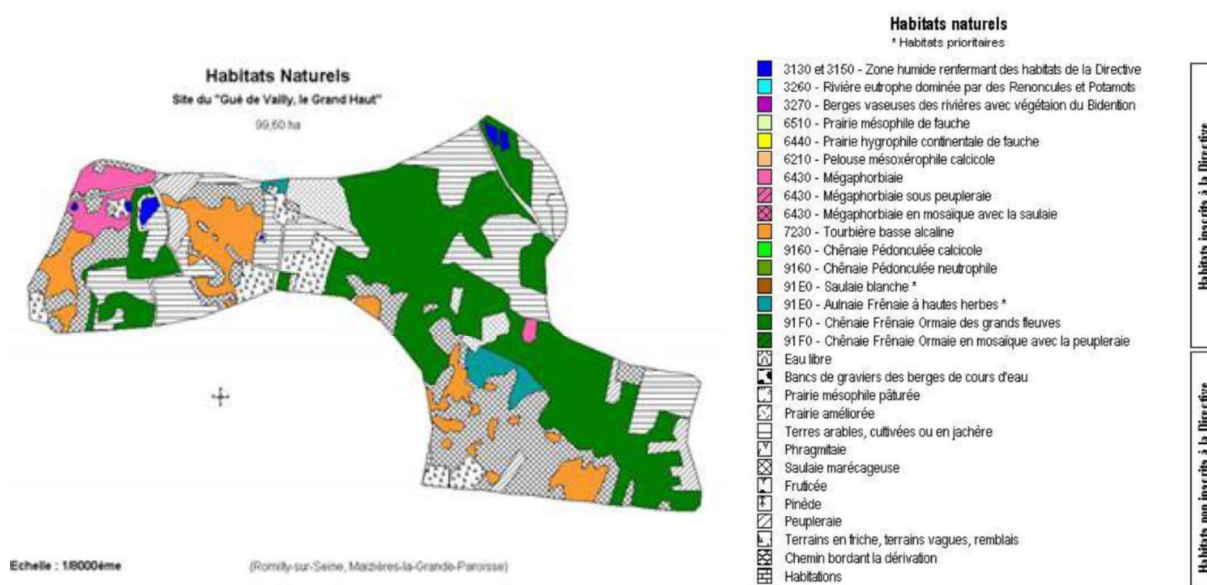 Habitats Naturels
Site du "Gué de Vailly, le Grand Haut"
99,60 ha
Echelle : 1/8000ème
(Romilly-sur-Seine, Maizières-la-Grande-Paroisse)
Habitats naturels
* Habitats prioritaires
3130 et 3150 - Zone humide renfermant des habitats de la Directive
3260 - Rivière eutrophe dominée par des Renoncules et Potamots
3270 - Berges vaseuses des rivières avec végétaion du Bidention
6510 - Prairie mésophile de fauche
6440 - Prairie hygrophile continentale de fauche
6210 - Pelouse mésoxérophile calcicole
6430 - Mégaphorbiaie
6430 - Mégaphorbiaie sous peupleraie
6430 - Mégaphorbiaie en mosaïque avec la saulaie
7230 - Tourbière basse alcaline
9160 - Chênaie Pédonculée calcicole
9160 - Chênaie Pédonculée neutrophile
91E0 - Saulaie blanche *
91E0 - Aulnaie Frênaie à hautes herbes *
91F0 - Chênaie Frênaie Ormaie des grands fleuves
91F0 - Chênaie Frênaie Ormaie en mosaïque avec la peupleraie
Eau libre
Bancs de graviers des berges de cours d'eau
Prairie mésophile pâturée
Prairie améliorée
Terres arables, cultivées ou en jachère
Phragmitaie
Saulaie marécageuse
Fruticée
Pinède
Peupleraie
Terrains en friche, terrains vagues, remblais
Chemin bordant la dérivation
Habitations
Habitats inscrits à la Directive
Habitats non inscrits à la Directive